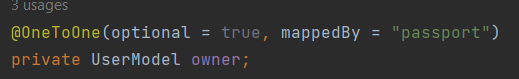 3 usages
@OneToOne(optional = true, mappedBy = "passport")
private UserModel owner;